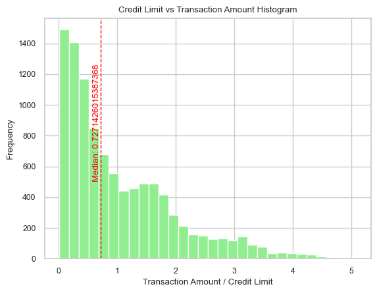 Credit Limit vs Transaction Amount Histogram
1400
1200
1000
800
600
400
200
0
Frequency
Median: 0.7271426015387368
0 1 2 3 4 5
Transaction Amount / Credit Limit